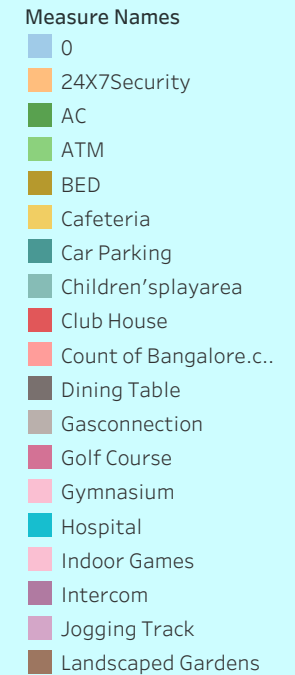 Measure Names
0
24X7Security
AC
ATM
BED
Cafeteria
Car Parking
Children'splayarea
Club House
Count of Bangalore.c..
Dining Table
Gasconnection
Golf Course
Gymnasium
Hospital
Indoor Games
Intercom
Jogging Track
Landscaped Gardens